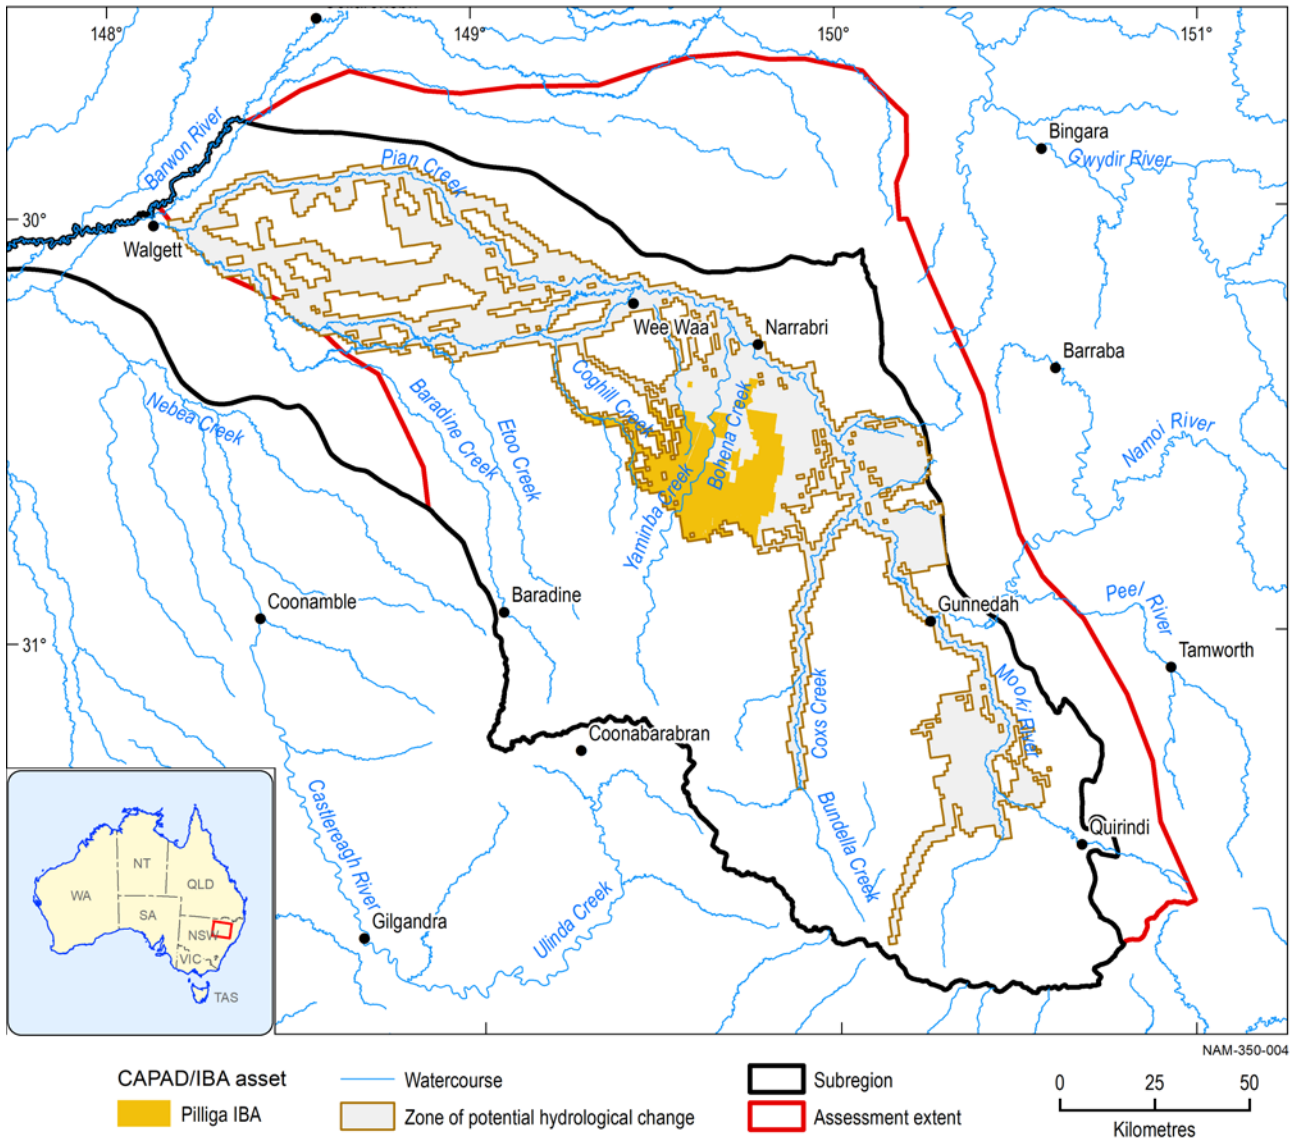 148°
149°
150°
151°
Barwon River
Pian Creek
Bingara
Gwydir River
30°
Walgett
Wee Waa
Narrabri
Barraba
Nebea Creek
Baradine Creek
Etoo Creek
Coghill Creek
Bohena Creek
Yaminba Creek
Namoi River
Coonamble
Baradine
Gunnedah
Peel River
31°
Tamworth
Coonabarabran
Coxs Creek
Mooki River
Castlereagh River
Bundella Creek
Quirindi
Gilgandra
Ulinda Creek
WA
NT
QLD
SA
NSW
VIC
TAS
NAM-350-004
CAPAD/IBA asset
Pilliga IBA
Watercourse
Zone of potential hydrological change
Subregion
Assessment extent
0 25 50
Kilometres